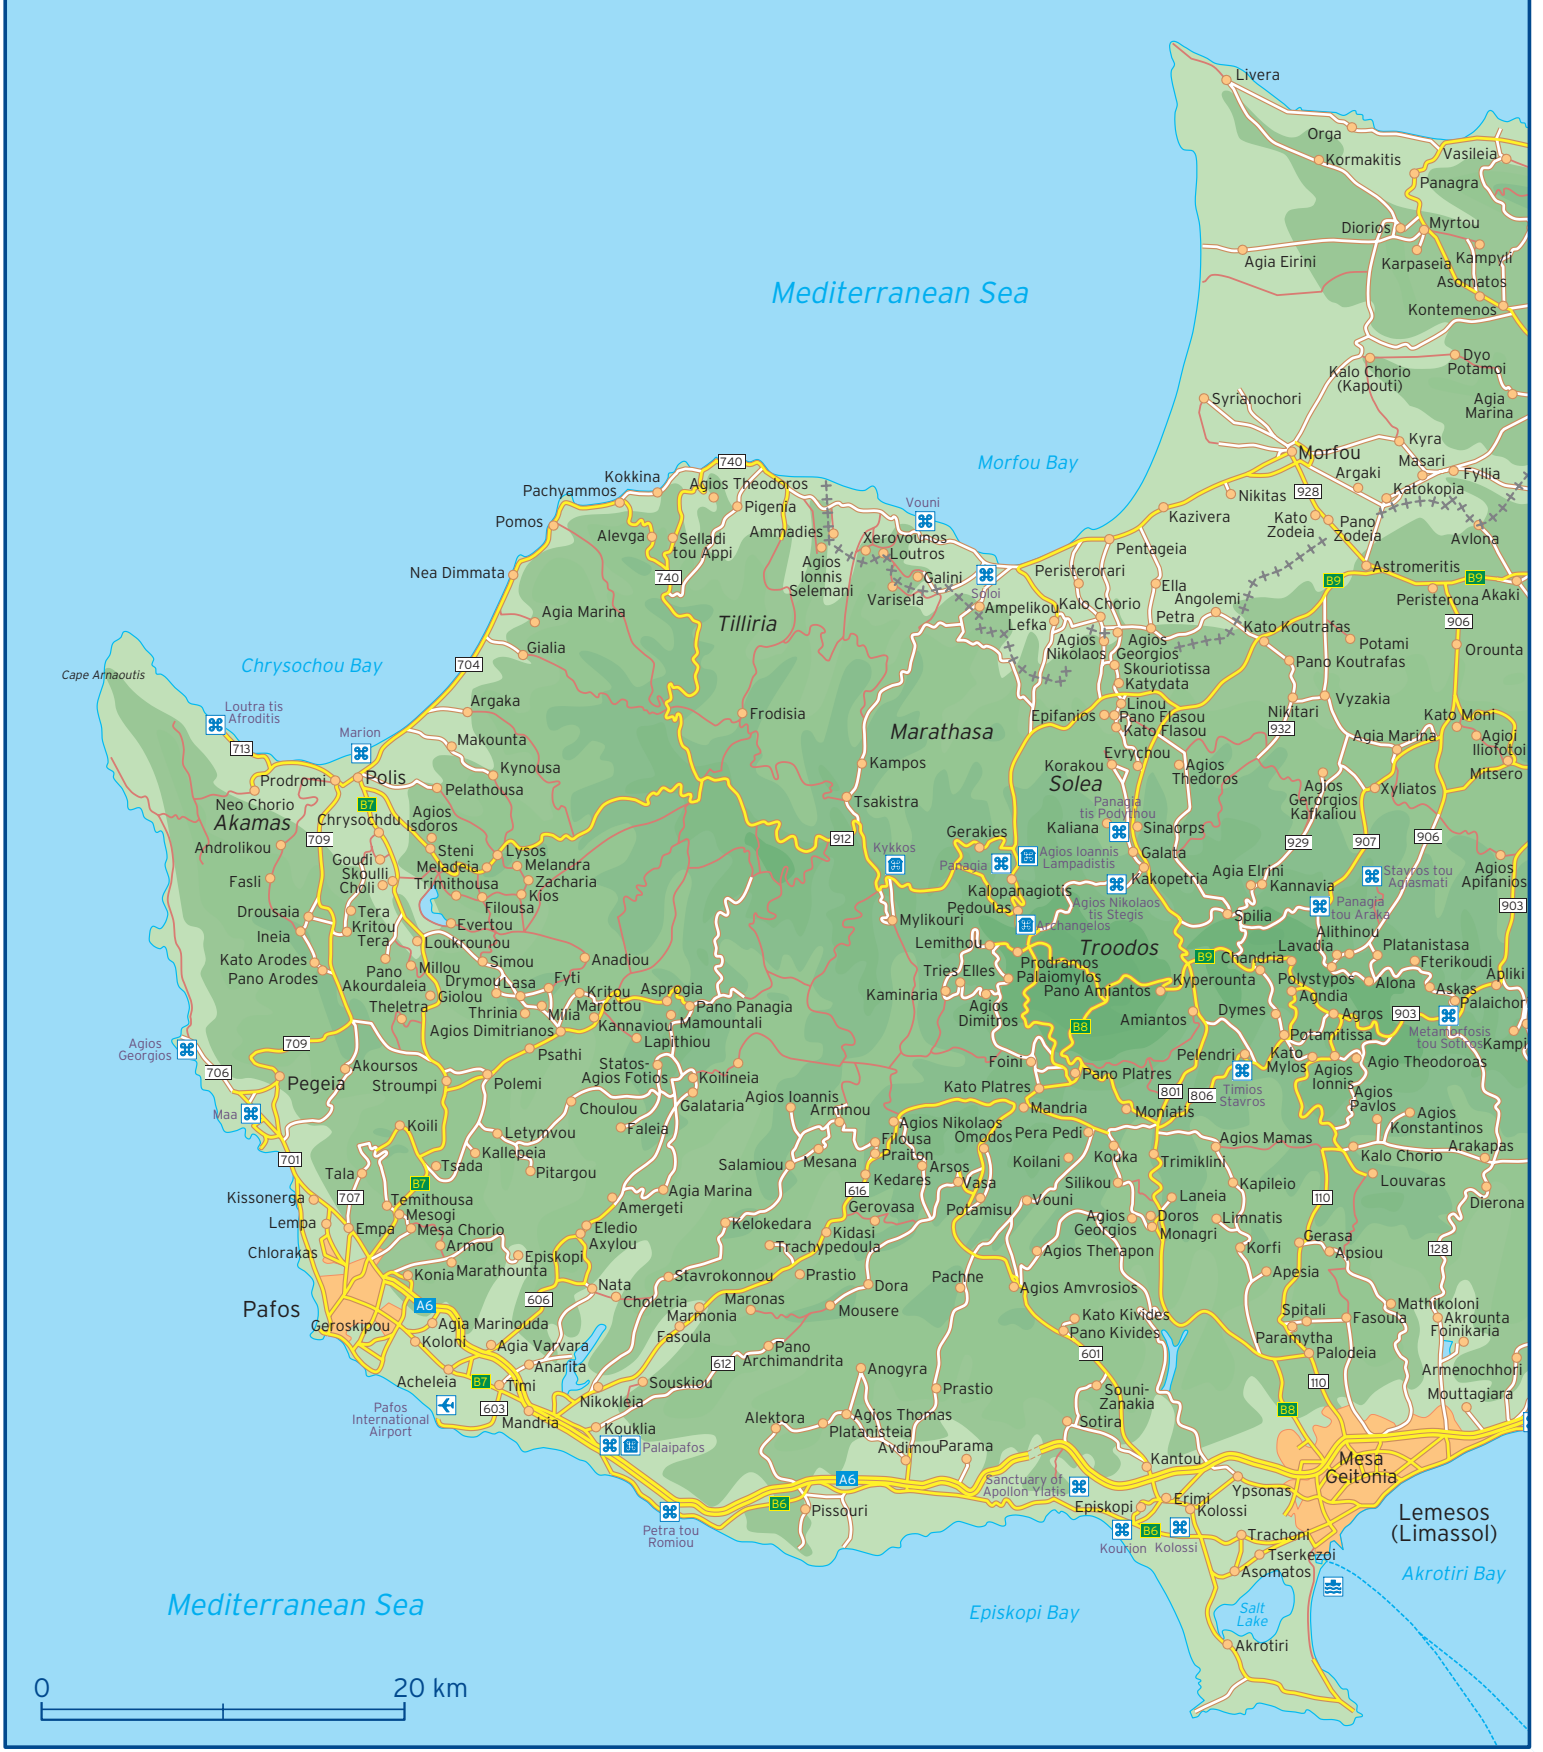 Livera
Orga
Kormakitis
Vasileia
Panagra
Diorios
Myrtou
Agia Eirini
Karpaseia
Kampyli
Asomatos
Kontemenos
Mediterranean Sea
Dyo
Potamoi
Kalo Chorio
(Kapouti)
Syrianochori
Agia
Marina
Morfou Bay
Morfou
Kyra
Masari
Argaki
Fyllia
Katokopia
928
Nikitas
Kazivera
Kato
Zodeia
Pano
Zodeia
Avlona
Pentageia
Astromeritis
B9
B9
Peristerona
Akaki
906
740
Kokkina
Agios Theodoros
Pachyammos
Pigenia
Pomos
Alevga
Selladi
tou Appi
Ammadies
Vouni
Xerovounos
Loutros
Agios
Ionnis
Selemani
Galini
Varisela
Soloi
Peristerorari
Ella
Angolemi
Nea Dimmata
740
Ampelikou
Kalo Chorio
Lefka
Petra
Kato Koutrafas
Potami
Orounta
Agia Marina
Tilliria
Agios
Nikolaos
Agios
Georgios
Skouriotissa
Pano Koutrafas
Gialia
Chrysochou Bay
704
Cape Arnaoutis
Katydata
Linou
Epifanios
Pano Flasou
Kato Flasou
Nikitari
Vyzakia
932
Kato Moni
Agia Marina
Agioi
Iliofotoi
Mitsero
Argaka
Loutra tis
Afroditis
Marion
713
Frodisia
Marathasa
Makounta
Kynousa
Pelathousa
Kampos
Evrychou
Korakou
Agios
Thedoros
Solea
Tsakistra
Agios
Gerorgios
Kafkaliou
Xyliatos
Prodromi
Polis
Neo Chorio
B7
Akamas
Chrysochdu
Agios
Isdoros
709
Androlikou
Panagia
tis Podythou
Kaliana
Sinaorps
912
Gerakies
Agios Ioannis
Lampadistis
Galata
929
907
906
Goudi
Skoulli
Choli
Steni
Meladeia
Lysos
Melandra
Trimithousa
Zacharia
Kios
Filousa
Fasli
Kykkos
Panagia
Kalopanagiotis
Kakopetria
Agia Elrini
Kannavia
Stavros tou
Agiasmati
Agios
Apifanios
903
Drousaia
Tera
Kritou
Tera
Evertou
Ineia
Loukrounou
Mylikouri
Pedoulas
Agios Nikolaos
tis Stegis
Archangelos
Spilia
Panagia
tou Araka
Alithinou
Lavadia
Platanistasa
Fterikoudi
Lemithou
Troodos
B9
Chandria
Kato Arodes
Pano Arodes
Pano
Akourdaleia
Millou
Simou
Anadiou
Drymou
Lasa
Fyti
Theletra
Giolou
Kritou
Marottou
Asprogia
Pano Panagia
Thrinia
Milia
Kannaviou
Mamountali
Agios Dimitrianos
Lapithiou
Prodramos
Palaiomylos
Tries Elles
Pano Amiantos
Kyperounta
Polystypos
Alona
Askas
Apliki
Kaminaria
Agios
Dimitros
Agndia
Palaichor
B8
Amiantos
Dymes
Agros
903
Potamitissa
Metamorfosis
tou Sotiros
Kampi
Agios
Georgios
709
Psathi
Foini
Pelendri
Kato
Mylos
Agio Theodoroas
706
Pegeia
Akoursos
Stroumpi
Polemi
Statos-
Agios Fotios
Koilineia
Pano Platres
Kato Platres
801
806
Timios
Stavros
Agios
Ionnis
Agios
Pavlos
Maa
Choulou
Galataria
Agios Ioannis
Mandria
Moniatis
Agios
Konstantinos
Koili
Faleia
Arminou
Agios Nikolaos
Omodos
Pera Pedi
Agios Mamas
Arakapas
Letymvou
Filousa
Praiton
Kalo Chorio
701
Kallepeia
Tsada
Pitargou
Salamiou
Mesana
Arsos
Koilani
Kouka
Trimiklini
Tala
B7
Kedares
Vasa
Silikou
Kapileio
Louvaras
Kissonerga
707
Temithousa
Agia Marina
616
Vouni
Laneia
110
Dierona
Amergeti
Gerovasa
Potamisu
Lempa
Mesogi
Agios
Georgios
Doros
Limnatis
Empa
Mesa Chorio
Eledio
Axylou
Kelokedara
Kidasi
Monagri
Gerasa
Chlorakas
Armou
Episkopi
Trachypedoula
Agios Therapon
Korfi
Apsiou
128
Konia
Marathounta
Stavrokonnou
Prastio
Pachne
Apesia
Nata
Dora
Agios Amvrosios
Pafos
A6
606
Choletria
Maronas
Mousere
Spitali
Mathikoloni
Geroskipou
Agia Marinouda
Marmonia
Kato Kivides
Fasoula
Akrounta
Foinikaria
Koloni
Fasoula
Pano Kivides
Paramytha
Agia Varvara
Pano
Archimandrita
601
Palodeia
Anarita
612
Armenochhori
Acheleia
B7
Timi
Souskiou
Anogyra
Prastio
Souni-
Zanakia
110
Mouttagiara
Pafos
International
Airport
603
Nikokleia
B8
Mandria
Kouklia
Alektora
Agios Thomas
Platanisteia
Sotira
Palaipafos
Avdimou
Parama
Kantou
Mesa
Geitonia
A6
Sanctuary of
Apollon Ylatis
Ypsonas
B6
Pissouri
Episkopi
Erimi
Kolossi
Lemesos
(Limassol)
Petra tou
Romiou
Kourion
B6
Kolossi
Trachoni
Tserkezoi
Asomatos
Akrotiri Bay
Mediterranean Sea
Episkopi Bay
Salt
Lake
Akrotiri
0
20 km